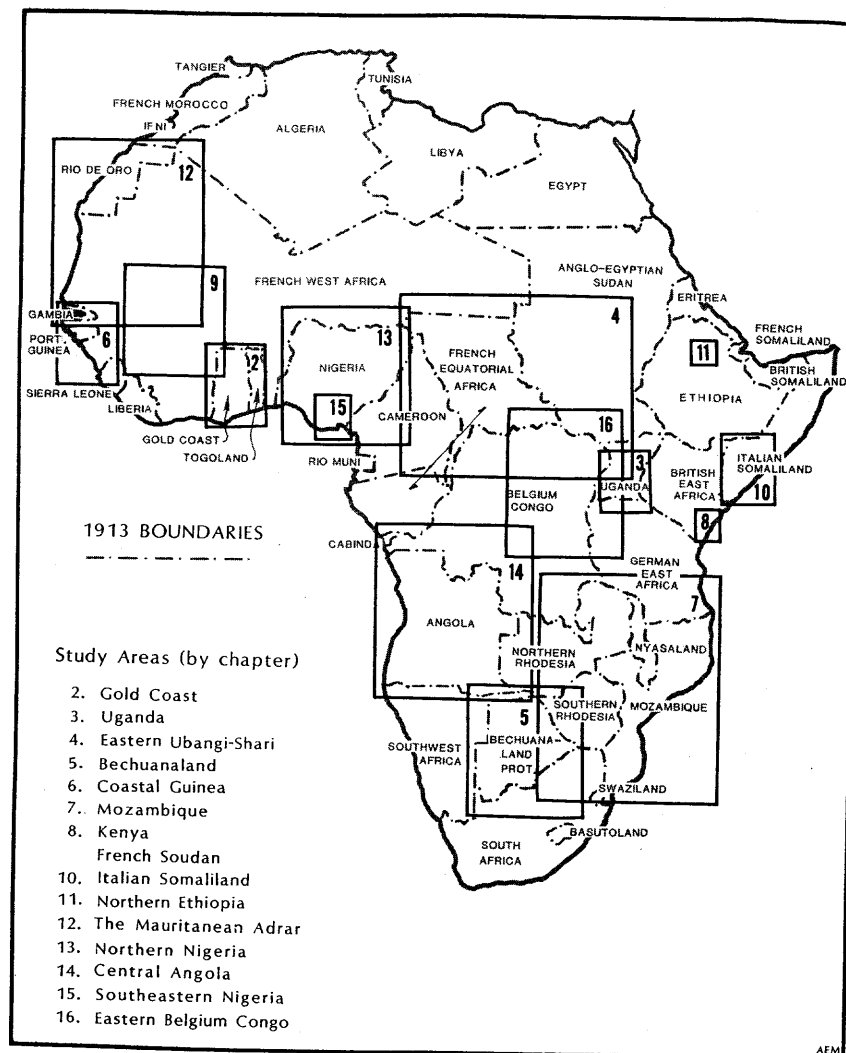 TANGIER
TUNISIA
FRENCH MOROCCO
IFNI
ALGERIA
LIBYA
EGYPT
RIO DE ORO
12
FRENCH WEST AFRICA
ANGLO-EGYPTIAN
SUDAN
9
ERITREA
GAMBIA
PORT.
GUINEA
6
SIERRA LEONE
LIBERIA
2
GOLD COAST
TOGOLAND
13
NIGERIA
15
CAMEROON
RIO MUNI
4
FRENCH
EQUATORIAL
AFRICA
11
FRENCH
SOMALILAND
BRITISH
SOMALILAND
ETHIOPIA
16
3
UGANDA
BELGIUM
CONGO
BRITISH
EAST
AFRICA
ITALIAN
SOMALILAND
10
8
1913 BOUNDARIES
CABIND
14
GERMAN
EAST
AFRICA
7
ANGOLA
NORTHERN
RHODESIA
NYASALAND
SOUTHERN
RHODESIA
MOZAMBIQUE
5
SOUTHWEST
AFRICA
BECHUANA
LAND
PROT.
SWAZILAND
BASUTOLAND
SOUTH
AFRICA
Study Areas (by chapter)
2. Gold Coast
3. Uganda
4. Eastern Ubangi-Shari
5. Bechuanaland
6. Coastal Guinea
7. Mozambique
8. Kenya
French Soudan
10. Italian Somaliland
11. Northern Ethiopia
12. The Mauritanean Adrar
13. Northern Nigeria
14. Central Angola
15. Southeastern Nigeria
16. Eastern Belgium Congo